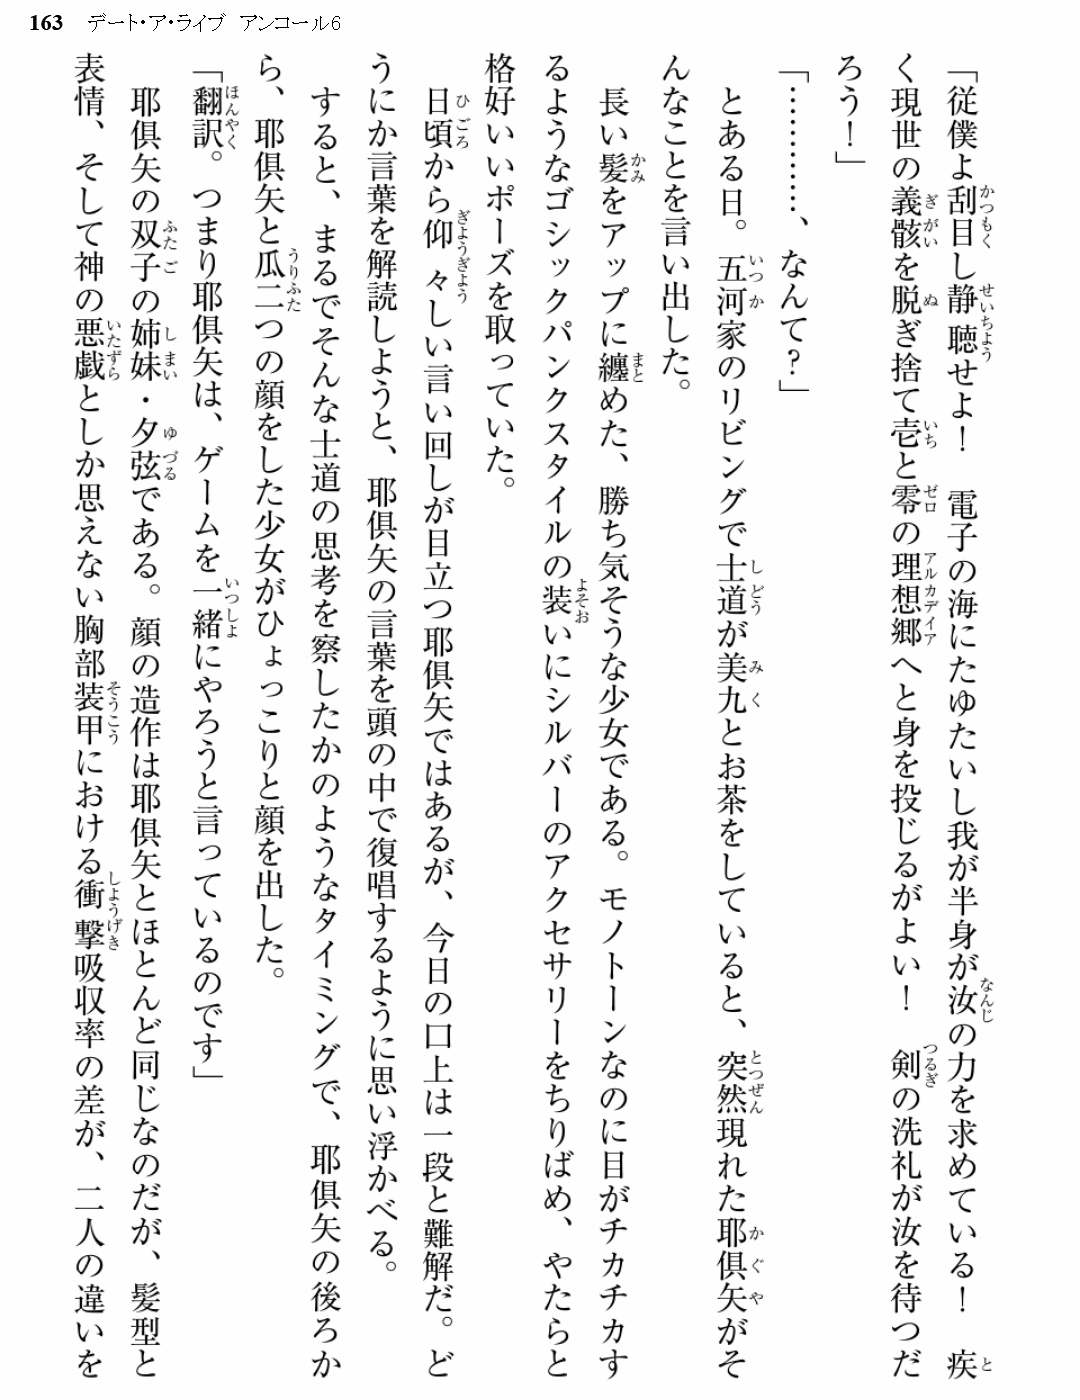 163　デート・ア・ライブ　アンコール6
「従僕よ刮目し静聴せよ！　電子の海にたゆたいし我が半身が汝の力を求めている！　疾
く現世の義骸を脱ぎ捨て壱と零の理想郷へと身を投じるがよい！　剣の洗礼が汝を待つだ
ろう！」
「…………、なんて？」
　とある日。五河家のリビングで士道が美九とお茶をしていると、突然現れた耶倶矢がそ
んなことを言い出した。
　長い髪をアップに纏めた、勝ち気そうな少女である。モノトーンなのに目がチカチカす
るようなゴシックパンクスタイルの装いにシルバーのアクセサリーをちりばめ、やたらと
格好いいポーズを取っていた。
　日頃から仰々しい言い回しが目立つ耶倶矢ではあるが、今日の口上は一段と難解だ。ど
うにか言葉を解読しようと、耶倶矢の言葉を頭の中で復唱するように思い浮かべる。
　すると、まるでそんな士道の思考を察したかのようなタイミングで、耶倶矢の後ろか
ら、耶倶矢と瓜二つの顔をした少女がひょっこりと顔を出した。
「翻訳。つまり耶倶矢は、ゲームを一緒にやろうと言っているのです」
　耶倶矢の双子の姉妹・夕弦である。顔の造作は耶倶矢とほとんど同じなのだが、髪型と
表情、そして神の悪戯としか思えない胸部装甲における衝撃吸収率の差が、二人の違いを